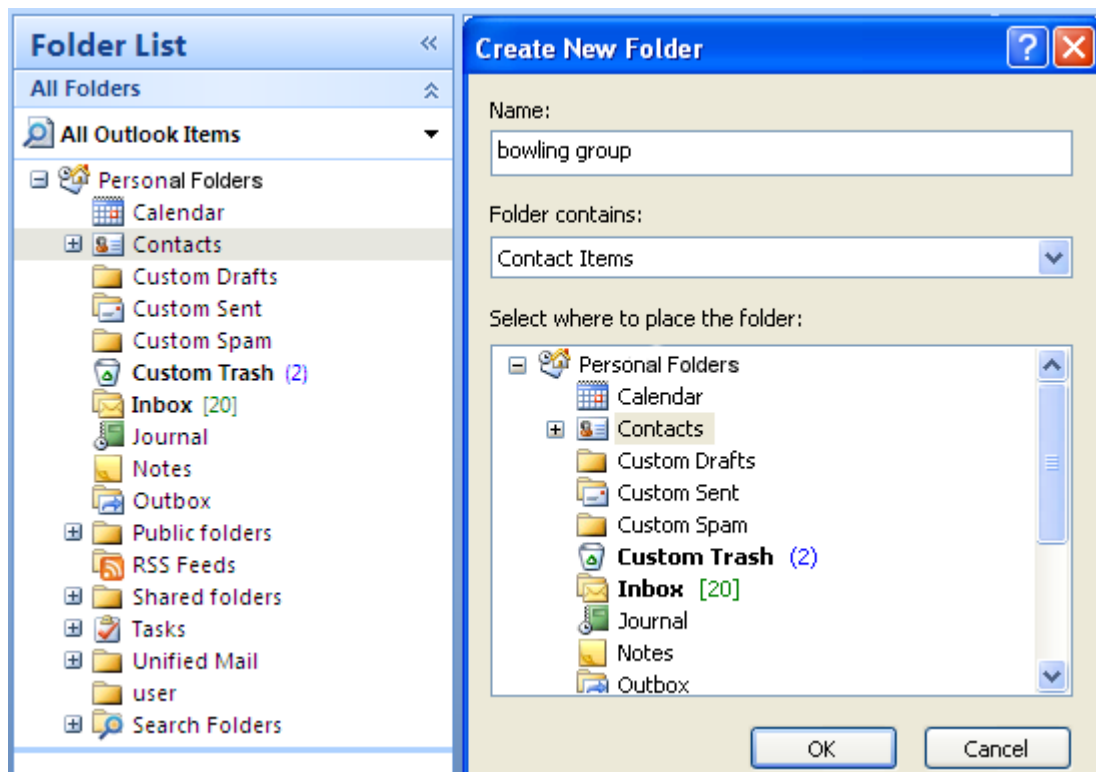 Folder List
All Folders
All Outlook Items
Personal Folders
Calendar
Contacts
Custom Drafts
Custom Sent
Custom Spam
Custom Trash (2)
Inbox [20]
Journal
Notes
Outbox
Public folders
RSS Feeds
Shared folders
Tasks
Unified Mail
user
Search Folders
Create New Folder
Name:
bowling group
Folder contains:
Contact Items
Select where to place the folder:
Personal Folders
Calendar
Contacts
Custom Drafts
Custom Sent
Custom Spam
Custom Trash (2)
Inbox [20]
Journal
Notes
Outbox
OK Cancel